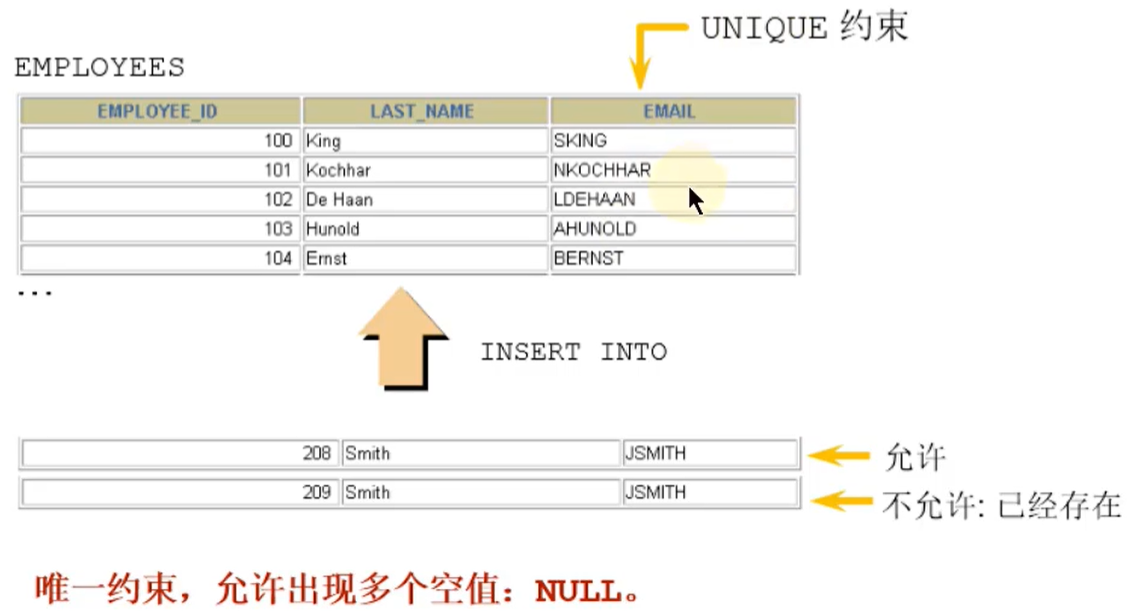 UNIQUE 约束
EMPLOYEES
EMPLOYEE_ID LAST_NAME EMAIL
100 King SKING
101 Kochhar NKOCHHAR
102 De Haan LDEHAAN
103 Hunold AHUNOLD
104 Ernst BERNST
...
INSERT INTO
208 Smith JSMITH 允许
209 Smith JSMITH 不允许: 已经存在
唯一约束，允许出现多个空值：NULL。